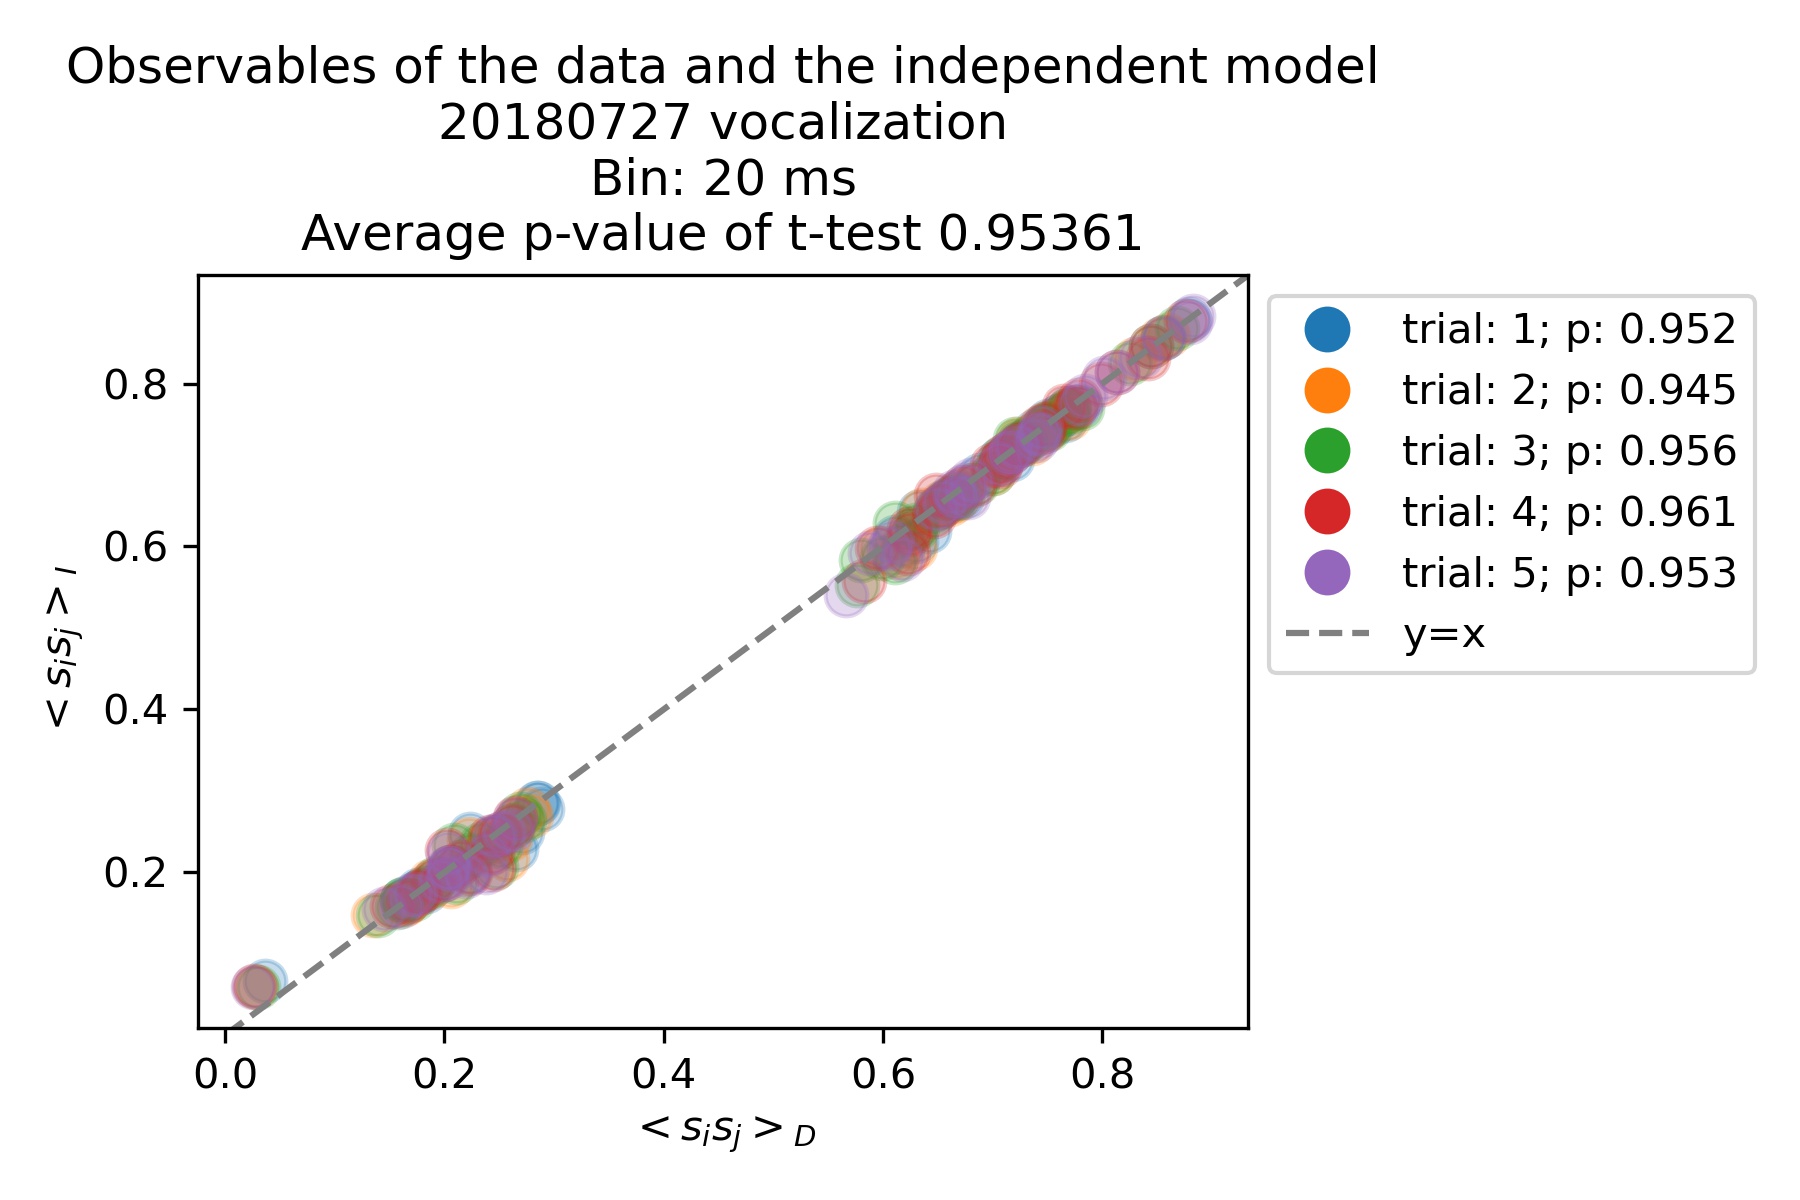 Observables of the data and the independent model
20180727 vocalization
Bin: 20 ms
Average p-value of t-test 0.95361
trial: 1; p: 0.952
trial: 2; p: 0.945
trial: 3; p: 0.956
trial: 4; p: 0.961
trial: 5; p: 0.953
y=x
0.8
0.6
0.4
0.2
< s_i s_j >_I
0.0 0.2 0.4 0.6 0.8
< s_i s_j >_D